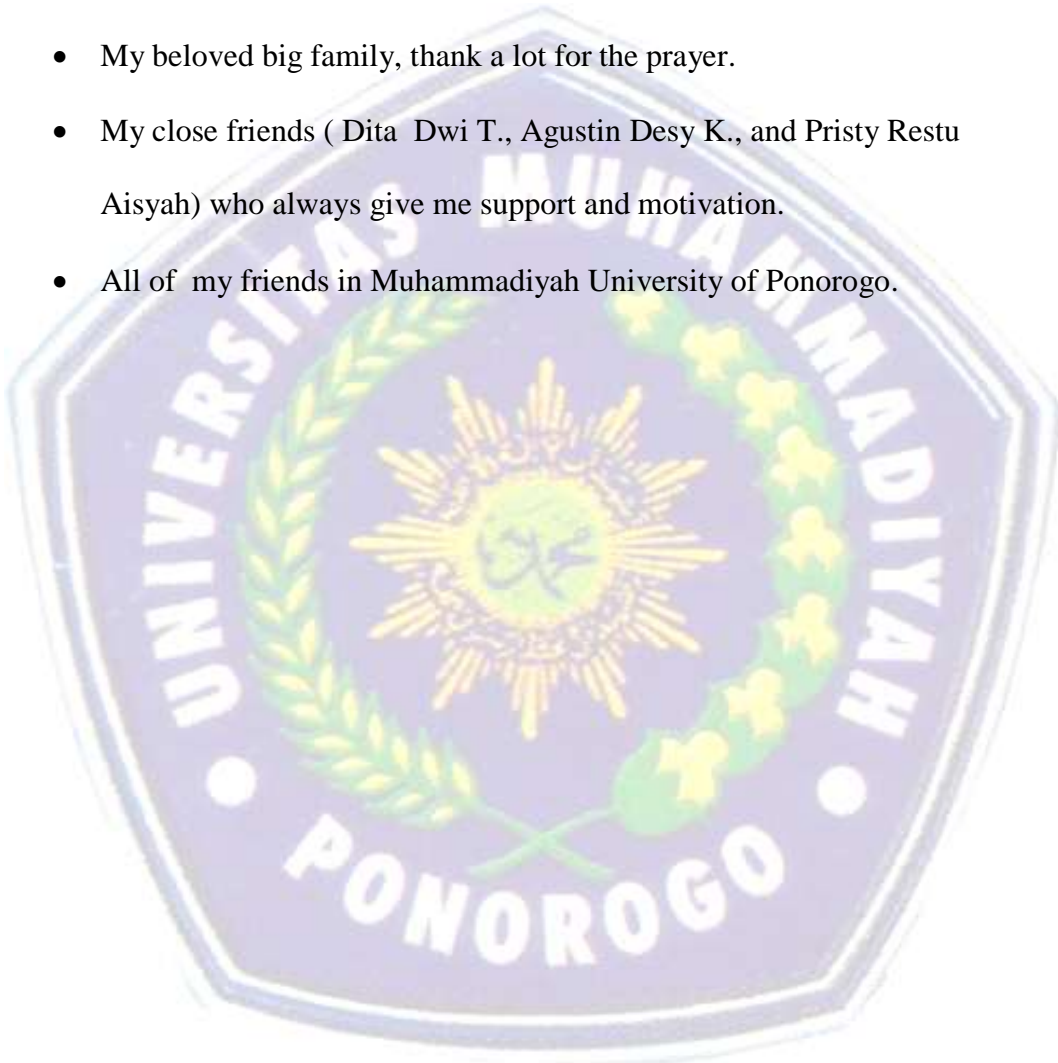 • My beloved big family, thank a lot for the prayer.
• My close friends ( Dita Dwi T., Agustin Desy K., and Pristy Restu
Aisyah) who always give me support and motivation.
• All of my friends in Muhammadiyah University of Ponorogo.
UNIVERSITAS MUHAMMADIYAH
PONOROGO